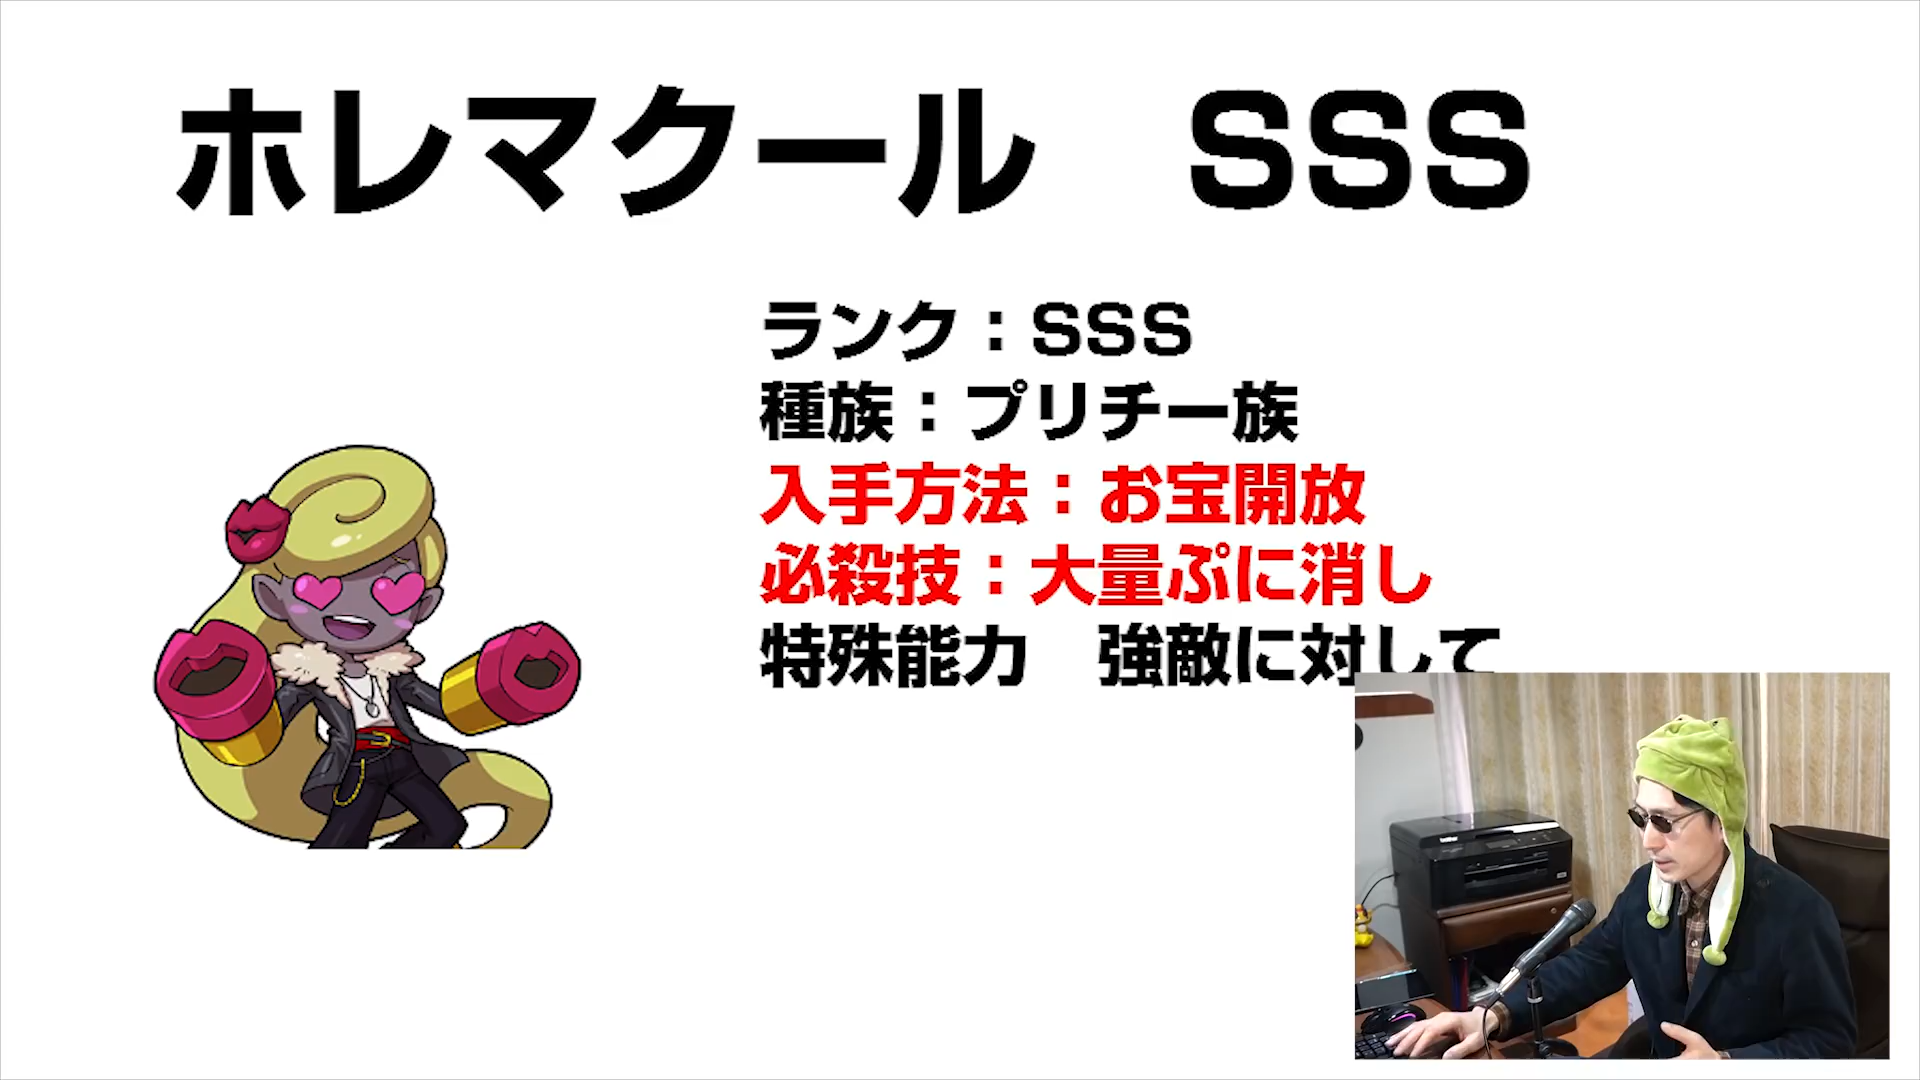 ホレマクール　SSS
ランク：SSS
種族：プリチー族
入手方法：お宝開放
必殺技：大量ぷに消し
特殊能力　強敵に対して
brother